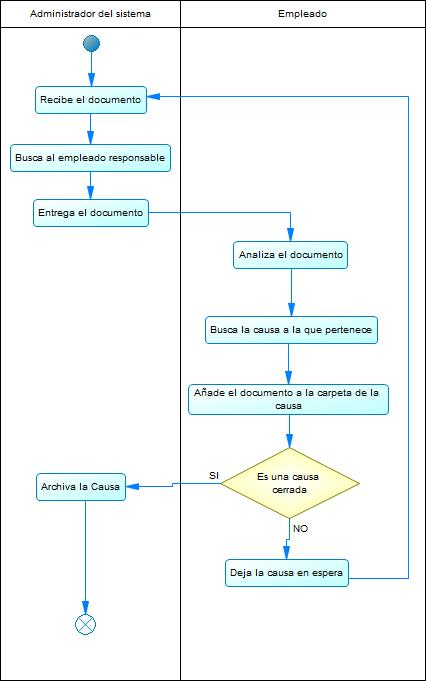 Administrador del sistema
Empleado
Recibe el documento
Busca al empleado responsable
Entrega el documento
Analiza el documento
Busca la causa a la que pertenece
Añade el documento a la carpeta de la
causa
Es una causa
cerrada
SI
Archiva la Causa
NO
Deja la causa en espera